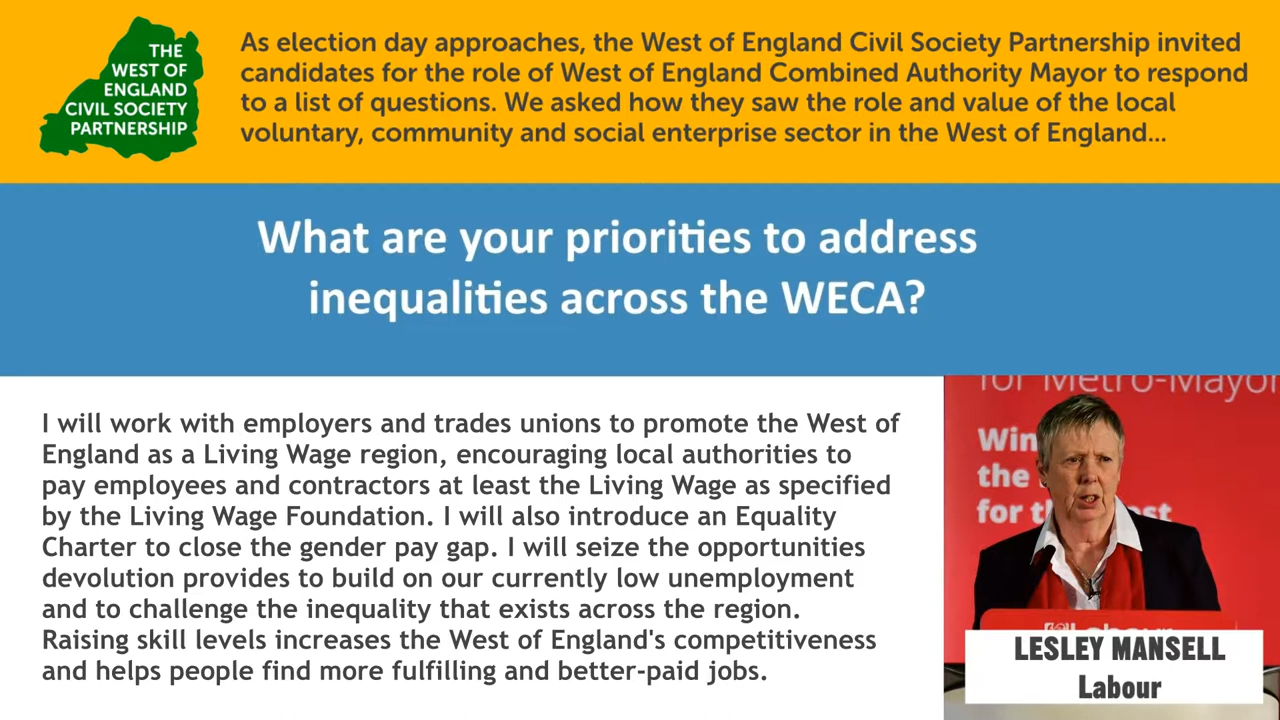 THE
WEST OF
ENGLAND
CIVIL SOCIETY
PARTNERSHIP
As election day approaches, the West of England Civil Society Partnership invited
candidates for the role of West of England Combined Authority Mayor to respond
to a list of questions. We asked how they saw the role and value of the local
voluntary, community and social enterprise sector in the West of England...
What are your priorities to address
inequalities across the WECA?
I will work with employers and trades unions to promote the West of
England as a Living Wage region, encouraging local authorities to
pay employees and contractors at least the Living Wage as specified
by the Living Wage Foundation. I will also introduce an Equality
Charter to close the gender pay gap. I will seize the opportunities
devolution provides to build on our currently low unemployment
and to challenge the inequality that exists across the region.
Raising skill levels increases the West of England's competitiveness
and helps people find more fulfilling and better-paid jobs.
for Metro-Mayor
the
for
LESLEY MANSELL
Labour